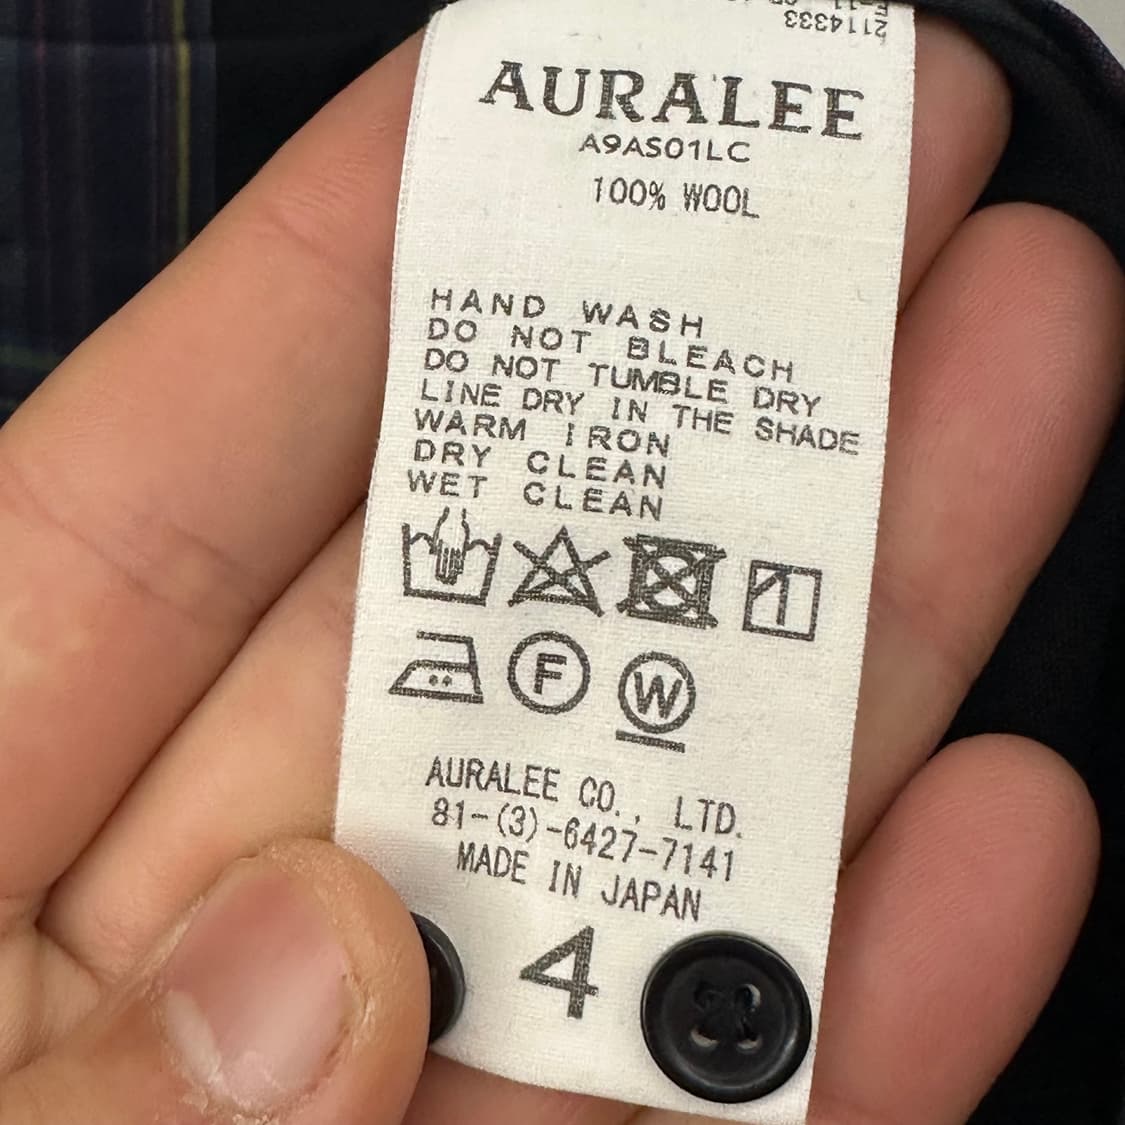 2114333
AURALEE
A9AS01LC
100% WOOL
HAND WASH
DO NOT BLEACH
DO NOT TUMBLE DRY
LINE DRY IN THE SHADE
WARM IRON
DRY CLEAN
WET CLEAN
F W
AURALEE CO., LTD.
81-(3)-6427-7141
MADE IN JAPAN
4